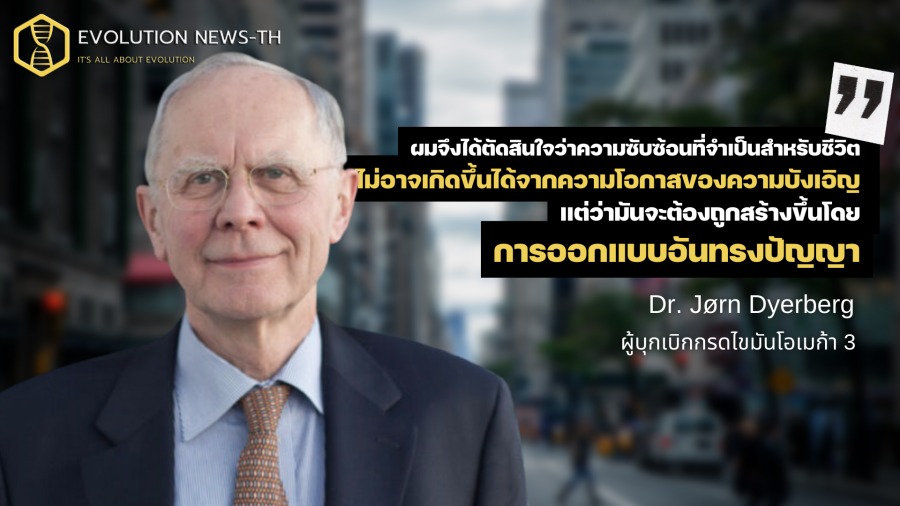 EVOLUTION NEWS-TH
IT'S ALL ABOUT EVOLUTION
ผมจึงได้ตัดสินใจว่าความซับซ้อนที่จำเป็นสำหรับชีวิต
ไม่อาจเกิดขึ้นได้จากความโอกาสของความบังเอิญ
แต่ว่ามันจะต้องถูกสร้างขึ้นโดย
การออกแบบอันทรงปัญญา
Dr. Jørn Dyerberg
ผู้บุกเบิกกรดไขมันโอเมก้า 3